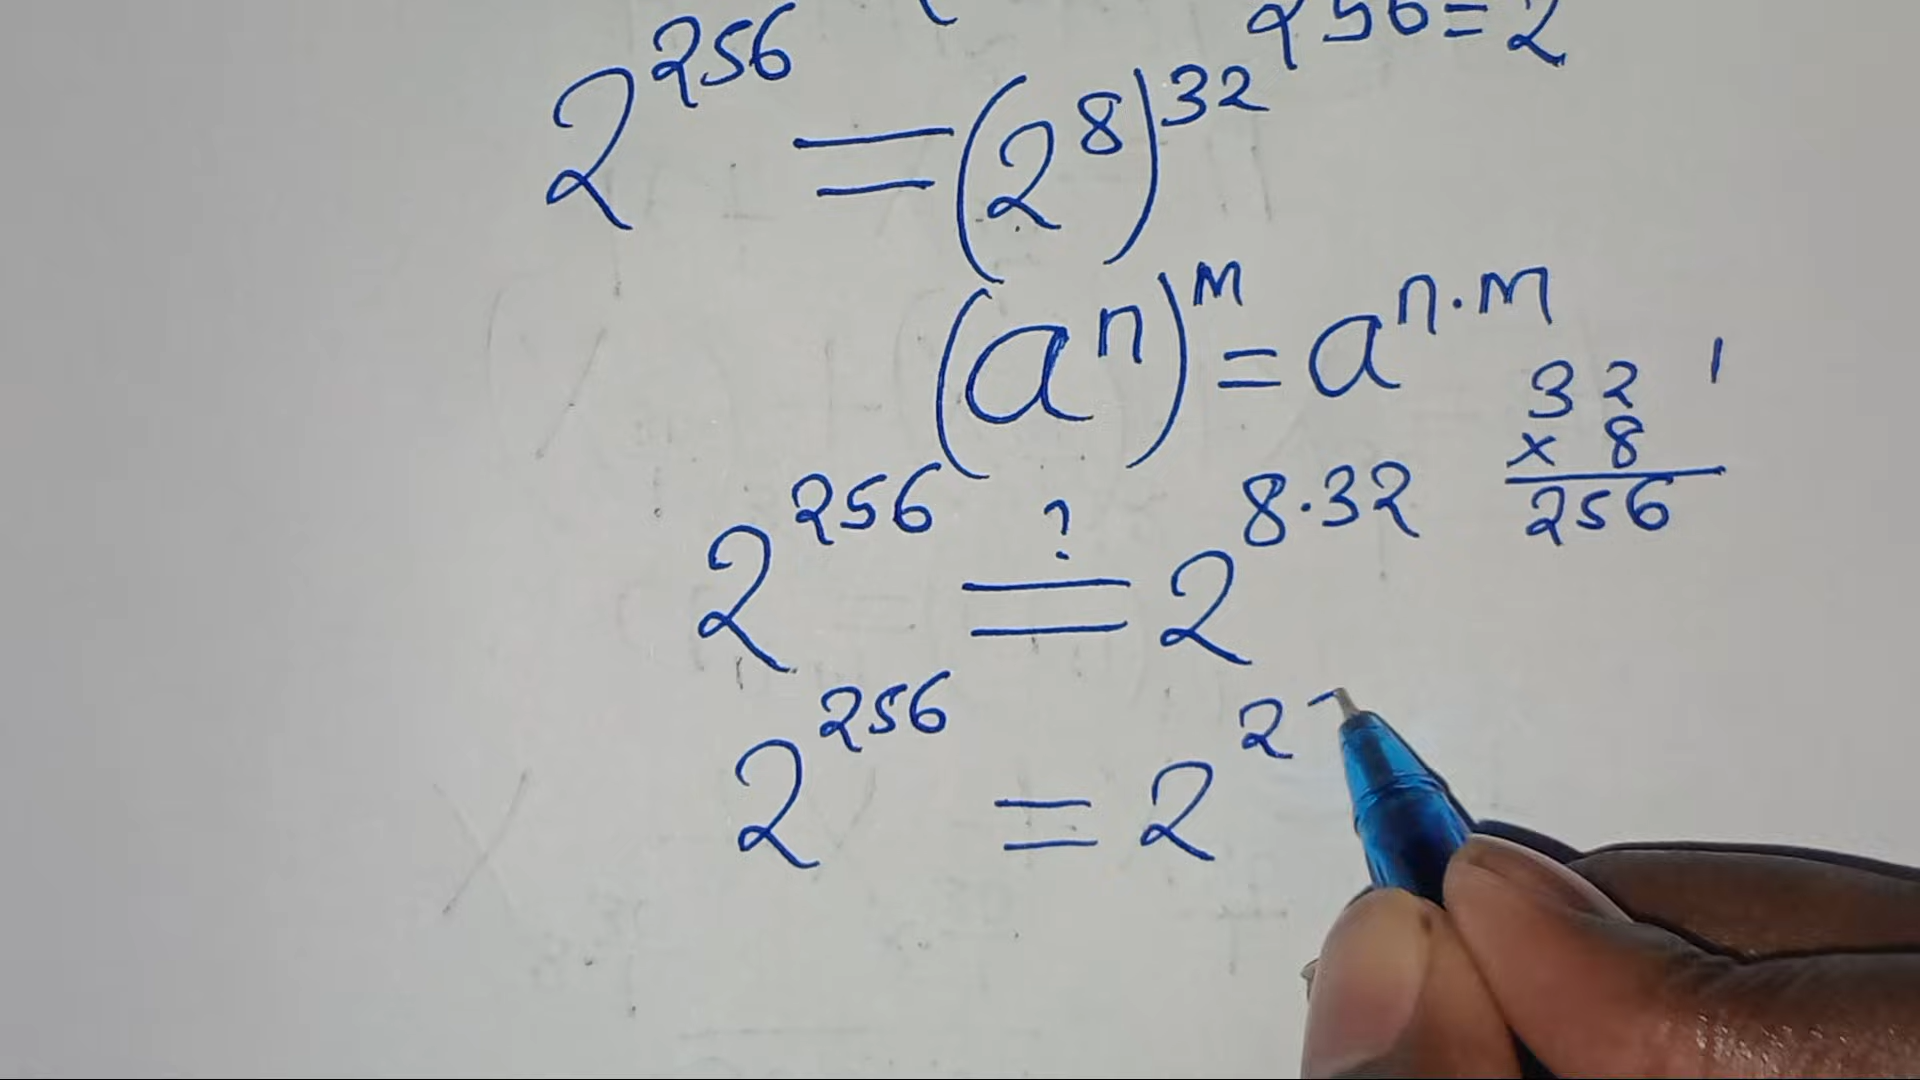 256=2
2^256 = (2^8)^32
(a^n)^m = a^n·m
32
x 8
256
2^256 =? 2^8·32
2^256 = 2^2